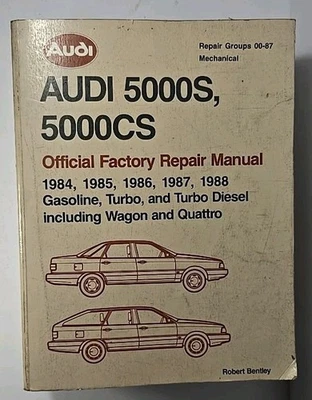 Audi
Repair Groups 00-87
Mechanical
AUDI 5000S,
5000CS
Official Factory Repair Manual
1984, 1985, 1986, 1987, 1988
Gasoline, Turbo, and Turbo Diesel
including Wagon and Quattro
Robert Bentley